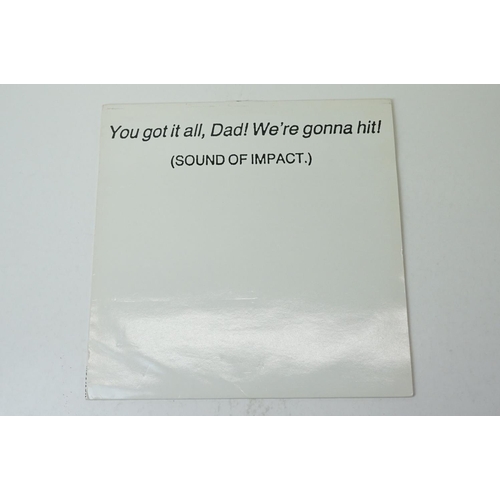 You got it all, Dad! We're gonna hit!
(SOUND OF IMPACT.)